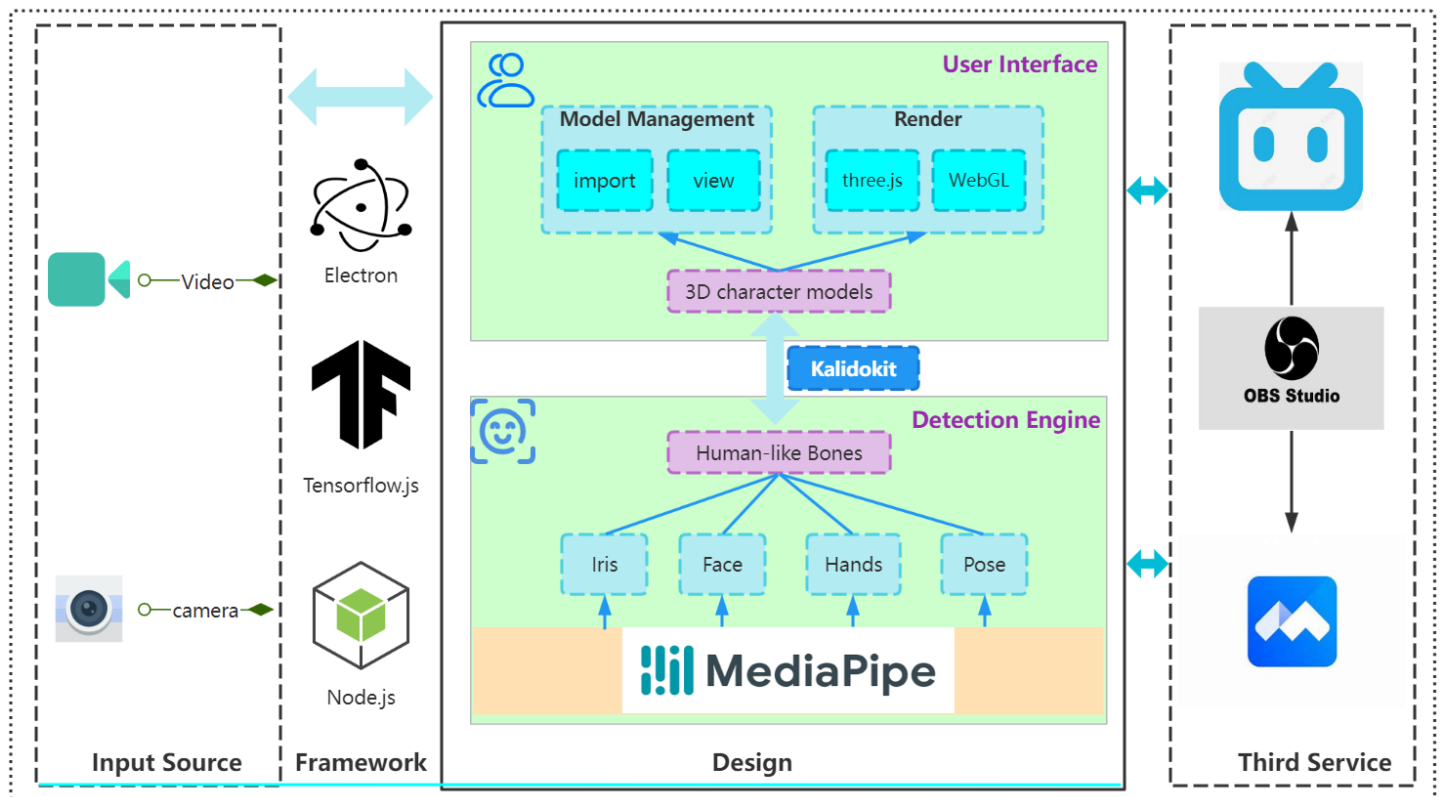 User Interface
Model Management
Render
import
view
three.js
WebGL
Electron
Video
3D character models
Kalidokit
OBS Studio
Detection Engine
Human-like Bones
Tensorflow.js
Iris
Face
Hands
Pose
camera
MediaPipe
Node.js
Input Source
Framework
Design
Third Service